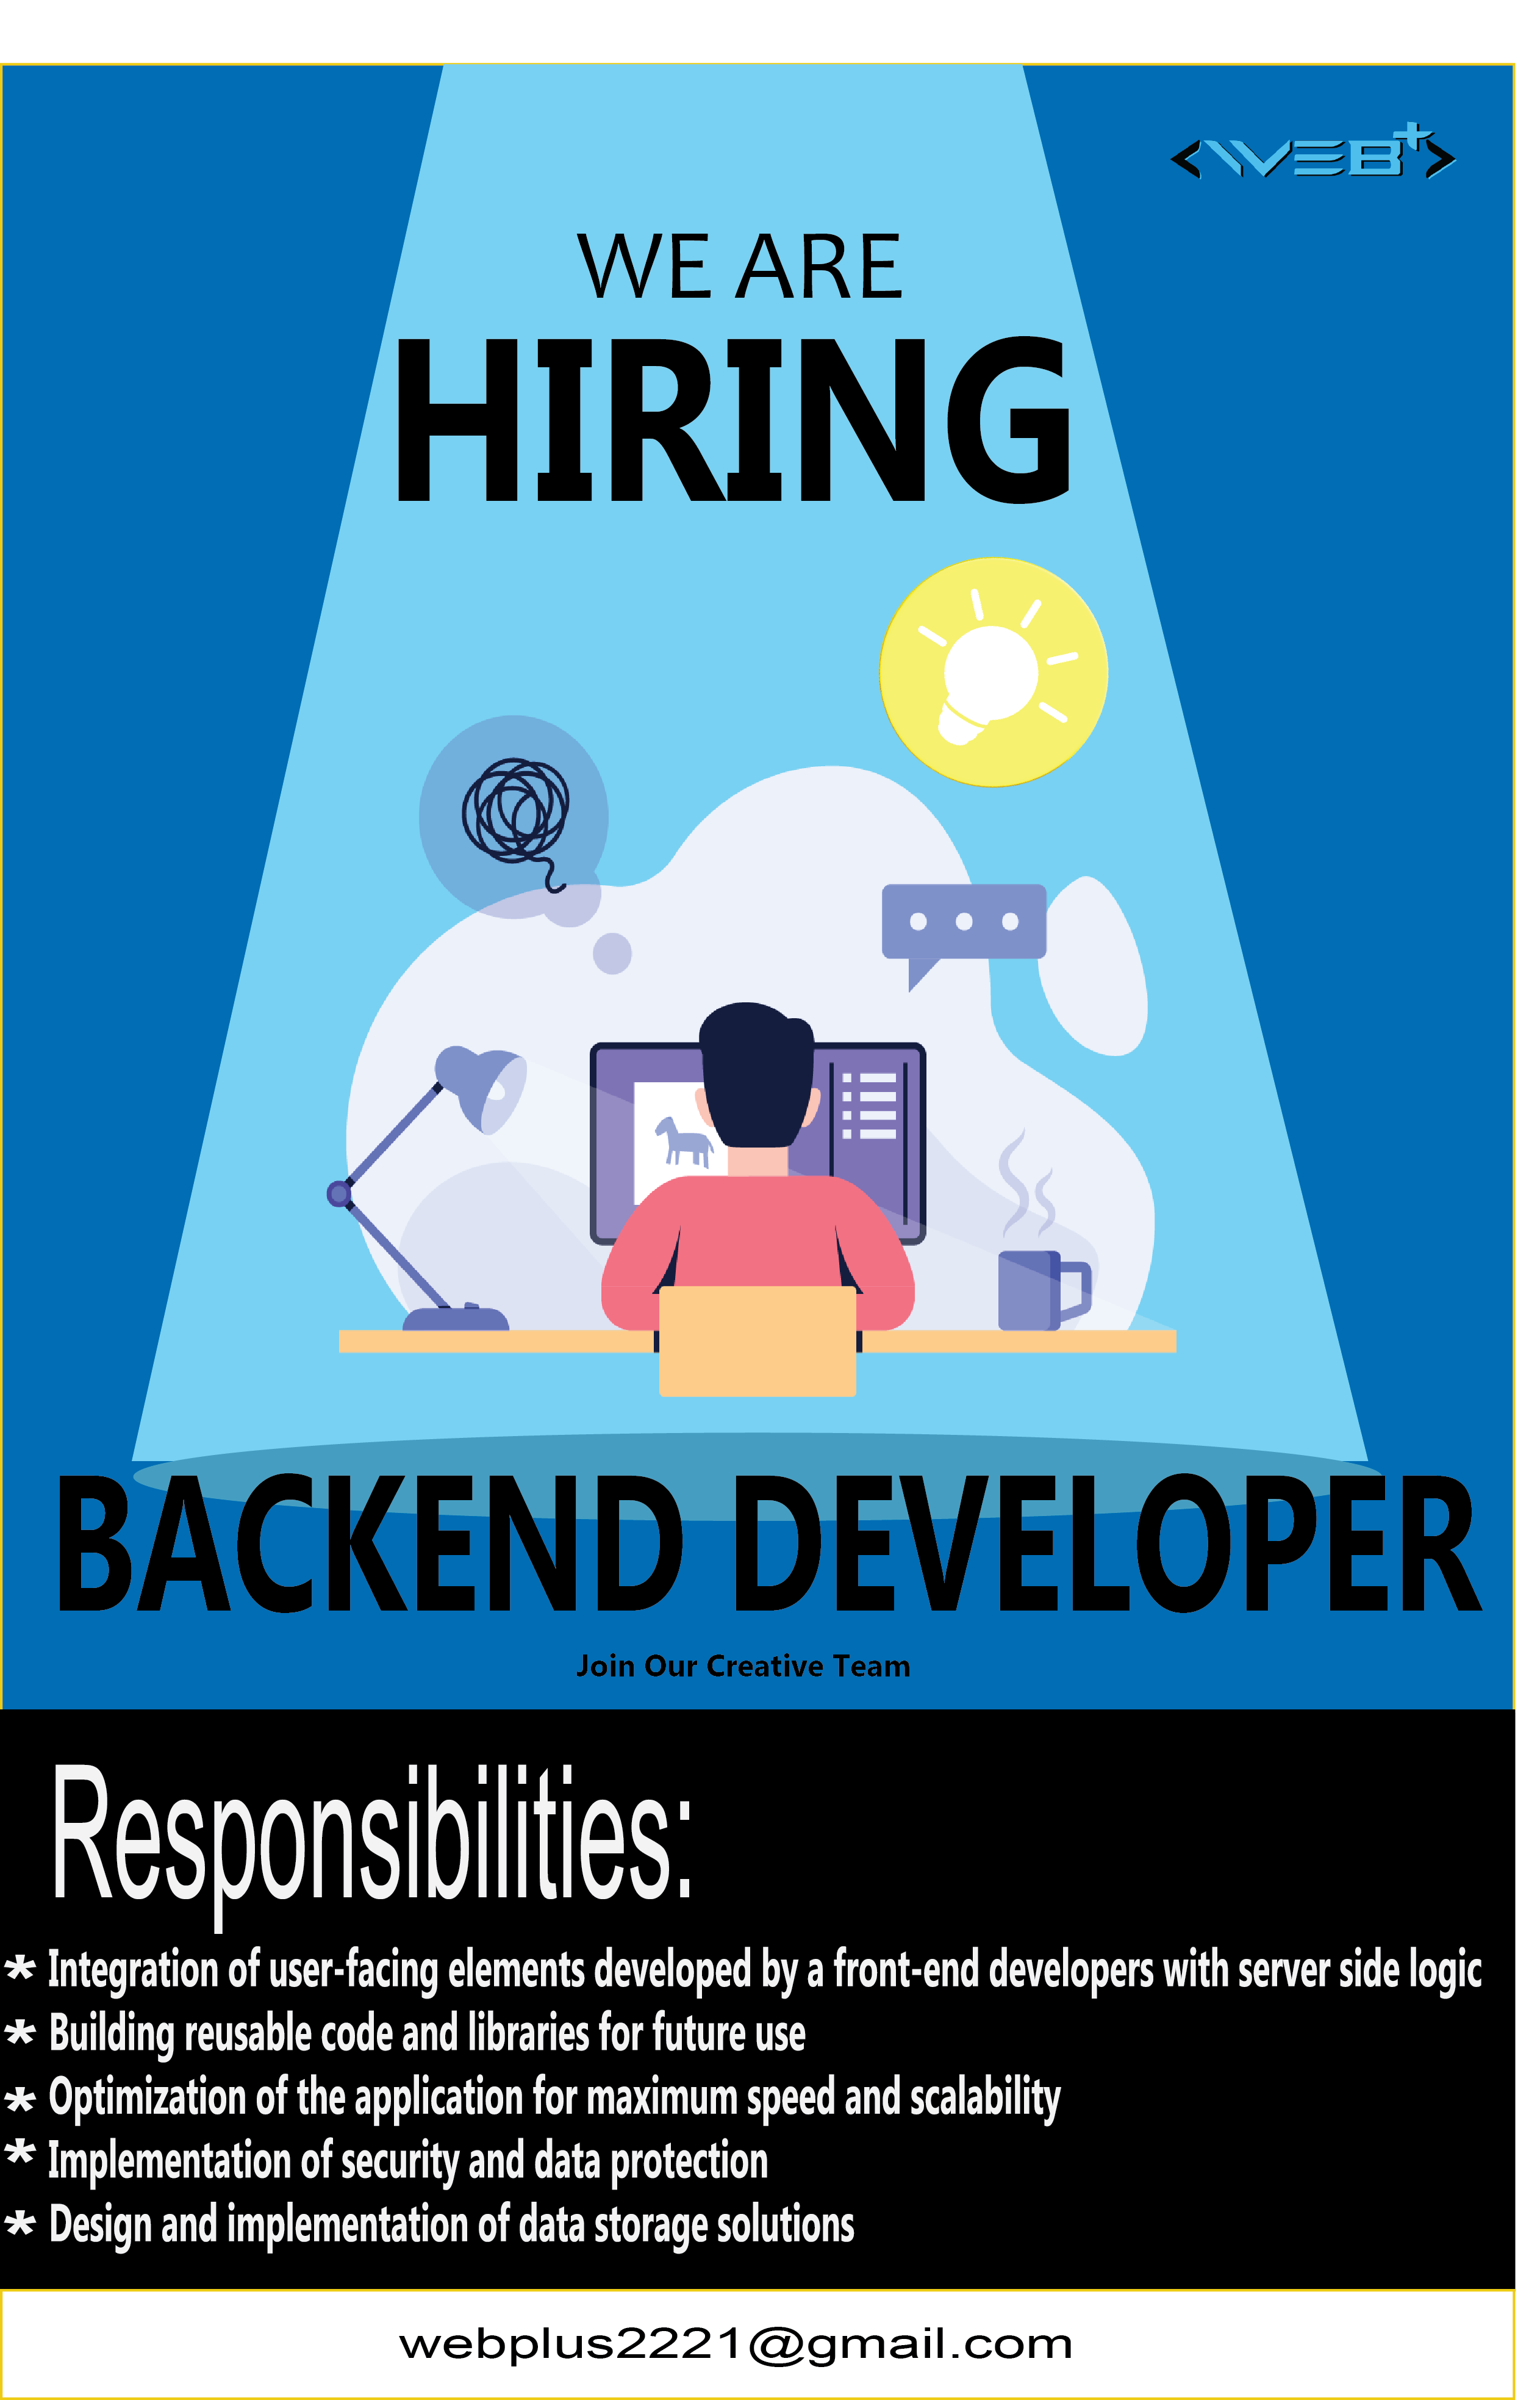 <WEB+>
WE ARE
HIRING
BACKEND DEVELOPER
Join Our Creative Team
Responsibilities:
* Integration of user-facing elements developed by a front-end developers with server side logic
* Building reusable code and libraries for future use
* Optimization of the application for maximum speed and scalability
* Implementation of security and data protection
* Design and implementation of data storage solutions
webplus2221@gmail.com